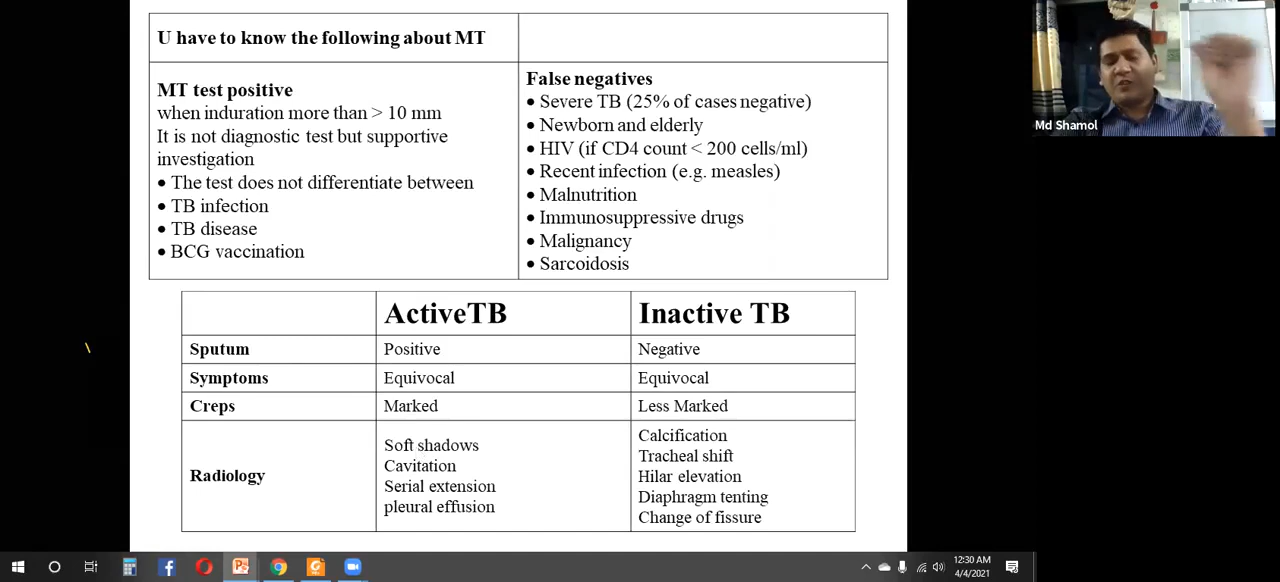 U have to know the following about MT
MT test positive
when induration more than > 10 mm
It is not diagnostic test but supportive
investigation
• The test does not differentiate between
• TB infection
• TB disease
• BCG vaccination
False negatives
• Severe TB (25% of cases negative)
• Newborn and elderly
• HIV (if CD4 count < 200 cells/ml)
• Recent infection (e.g. measles)
• Malnutrition
• Immunosuppressive drugs
• Malignancy
• Sarcoidosis
ActiveTB
Inactive TB
Sputum
Positive
Negative
Symptoms
Equivocal
Equivocal
Creps
Marked
Less Marked
Radiology
Soft shadows
Cavitation
Serial extension
pleural effusion
Calcification
Tracheal shift
Hilar elevation
Diaphragm tenting
Change of fissure
Md Shamol
12:30 AM
4/4/2021